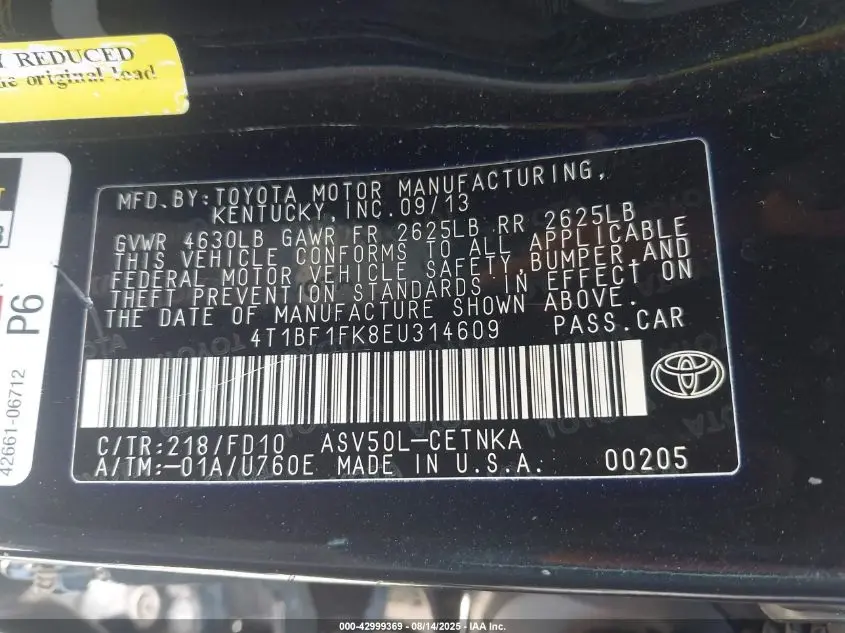 Y REDUCED
he original load
T
3
P6
42661-06712
MFD. BY: TOYOTA MOTOR MANUFACTURING,
KENTUCKY, INC. 09/13
GVWR 4630LB GAWR FR 2625LB RR 2625LB
THIS VEHICLE CONFORMS TO ALL APPLICABLE
FEDERAL MOTOR VEHICLE SAFETY, BUMPER, AND
THEFT PREVENTION STANDARDS IN EFFECT ON
THE DATE OF MANUFACTURE SHOWN ABOVE.
4T1BF1FK8EU314609 PASS. CAR
C/TR: 218/FD10 ASV50L-CETNKA
A/TM: -01A/U760E MADE IN U.S.A. 00205
000-42999369 - 08/14/2025 - IAA Inc.